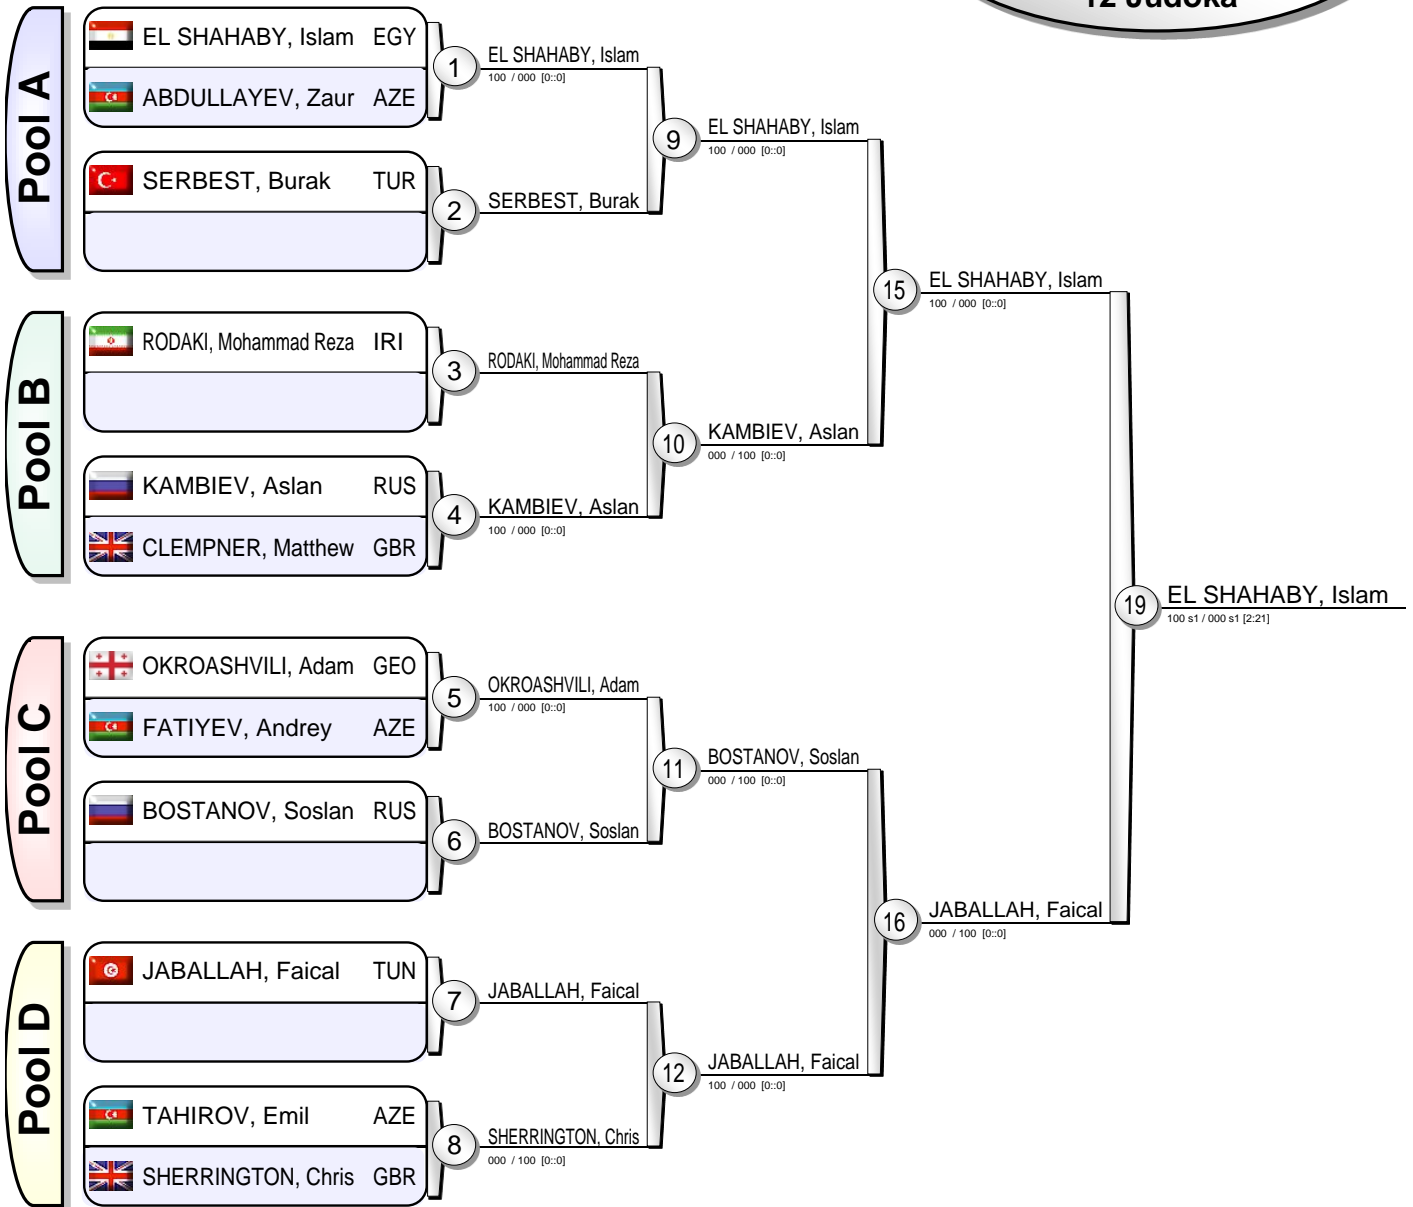 12 Judoka
Pool A
EL SHAHABY, Islam EGY
ABDULLAYEV, Zaur AZE
1
EL SHAHABY, Islam
100 / 000 [0::0]
SERBEST, Burak TUR
2
SERBEST, Burak
9
EL SHAHABY, Islam
100 / 000 [0::0]
Pool B
RODAKI, Mohammad Reza IRI
3
RODAKI, Mohammad Reza
KAMBIEV, Aslan RUS
CLEMPNER, Matthew GBR
4
KAMBIEV, Aslan
100 / 000 [0::0]
10
KAMBIEV, Aslan
000 / 100 [0::0]
15
EL SHAHABY, Islam
100 / 000 [0::0]
Pool C
OKROASHVILI, Adam GEO
FATIYEV, Andrey AZE
5
OKROASHVILI, Adam
100 / 000 [0::0]
BOSTANOV, Soslan RUS
6
BOSTANOV, Soslan
11
BOSTANOV, Soslan
000 / 100 [0::0]
Pool D
JABALLAH, Faical TUN
7
JABALLAH, Faical
TAHIROV, Emil AZE
SHERRINGTON, Chris GBR
8
SHERRINGTON, Chris
000 / 100 [0::0]
12
JABALLAH, Faical
100 / 000 [0::0]
16
JABALLAH, Faical
000 / 100 [0::0]
19
EL SHAHABY, Islam
100 s1 / 000 s1 [2:21]